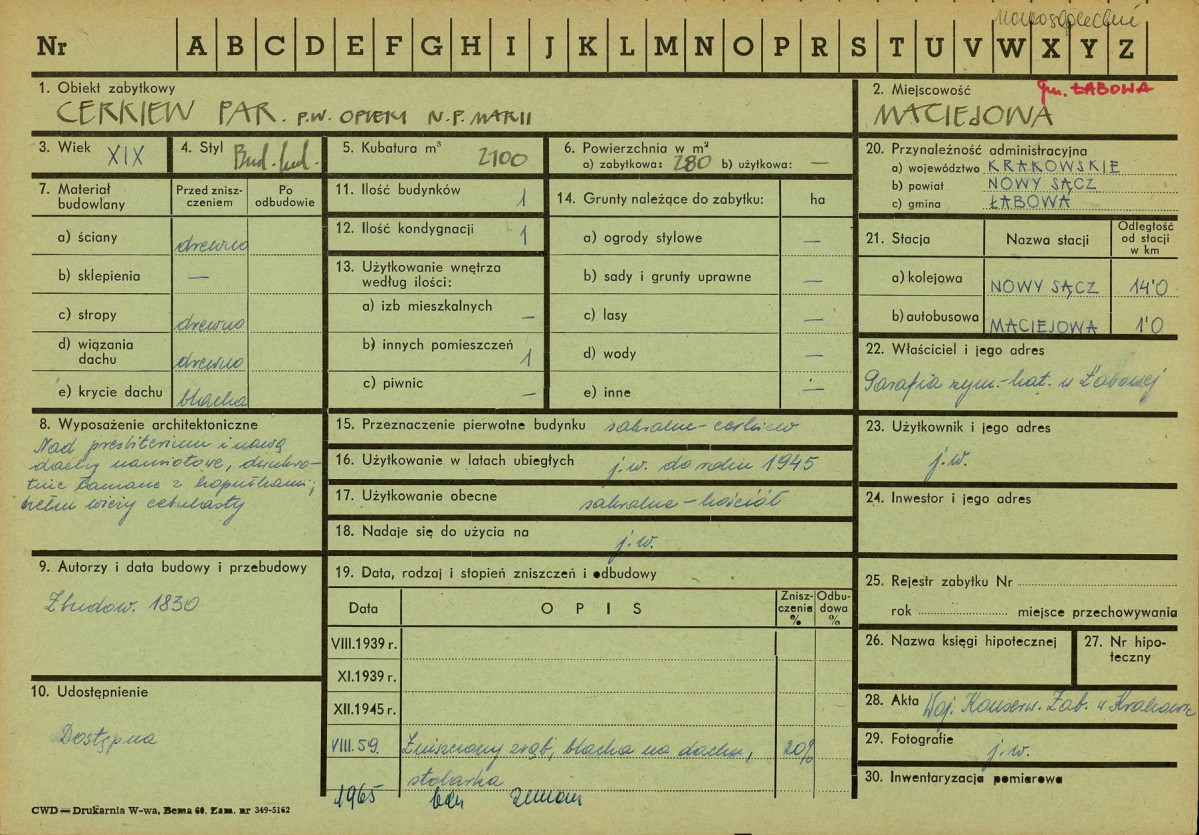 Nr A B C D E F G H I J K L M N O P R S T U V W X Y Z
1. Obiekt zabytkowy
CERKIEW PAR. P.W. OPIEKI N.P. MARII
2. Miejscowość gm. ŁABOWA
MACIEJOWA
3. Wiek XIX
4. Styl Bud. lud.
5. Kubatura m³ 2100
6. Powierzchnia w m²
a) zabytkowa: 280 b) użytkowa: —
7. Materiał budowlany
Przed zniszczeniem
Po odbudowie
a) ściany drewno
b) sklepienia —
c) stropy drewno
d) wiązania dachu drewno
e) krycie dachu blacha
11. Ilość budynków 1
12. Ilość kondygnacji 1
13. Użytkowanie wnętrza
według ilości:
a) izb mieszkalnych —
b) innych pomieszczeń 1
c) piwnic —
14. Grunty należące do zabytku: ha
a) ogrody stylowe —
b) sady i grunty uprawne —
c) lasy —
d) wody —
e) inne —
20. Przynależność administracyjna
a) województwo KRAKOWSKIE
b) powiat NOWY SĄCZ
c) gmina ŁABOWA
21. Stacja Nazwa stacji Odległość od stacji w km
a) kolejowa NOWY SĄCZ 14'0
b) autobusowa MACIEJOWA 1'0
22. Właściciel i jego adres
Parafia rzym.-kat. w Łabowej
8. Wyposażenie architektoniczne
Nad presbiterium i nawą
dachy namiotowe, dwukro-
tnie łamane z kopułkami;
hełm wieży cebulasty
15. Przeznaczenie pierwotne budynku sakralne - cerkiew
16. Użytkowanie w latach ubiegłych j.w. do roku 1945
17. Użytkowanie obecne sakralne - kościół
18. Nadaje się do użycia na j.w.
23. Użytkownik i jego adres
j.w.
24. Inwestor i jego adres
9. Autorzy i data budowy i przebudowy
Zbudow. 1830
10. Udostępnienie
Dostępna
19. Data, rodzaj i stopień zniszczeń i odbudowy
Data OPIS Zniszczenie % Odbudowa %
VIII.1939 r.
XI.1939 r.
XII.1945 r.
VIII.59. Zniszczony zrąb, blacha na dachu, 20%
stolarka
1965 bez zmian
25. Rejestr zabytku Nr
rok miejsce przechowywania
26. Nazwa księgi hipotecznej
27. Nr hipoteczny
28. Akta Woj. Konserw. Zab. w Krakowie
29. Fotografie j.w.
30. Inwentaryzacja pomiarowa
CWD — Drukarnia W-wa, Bema 60. Zam. nr 349-5162